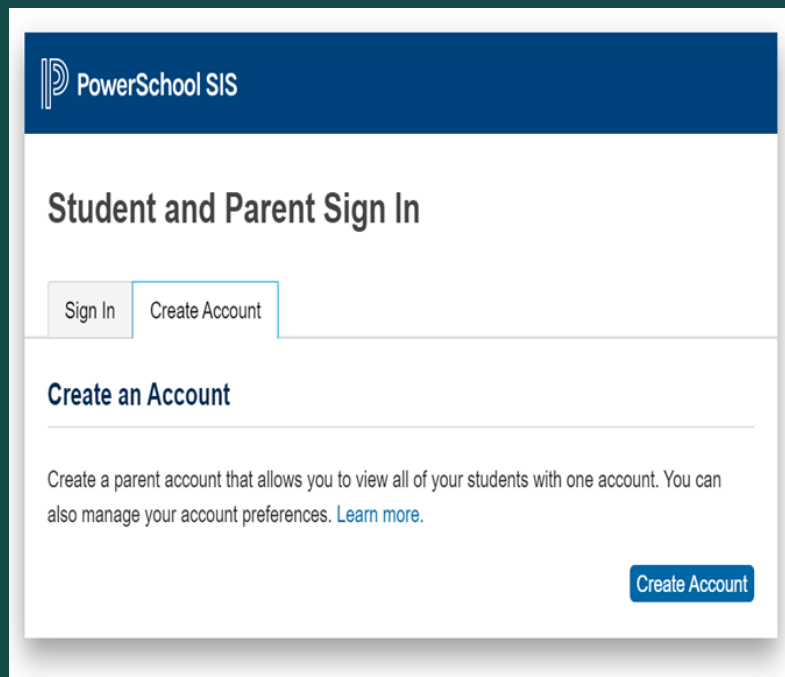 PowerSchool SIS
Student and Parent Sign In
Sign In Create Account
Create an Account
Create a parent account that allows you to view all of your students with one account. You can
also manage your account preferences. Learn more.
Create Account